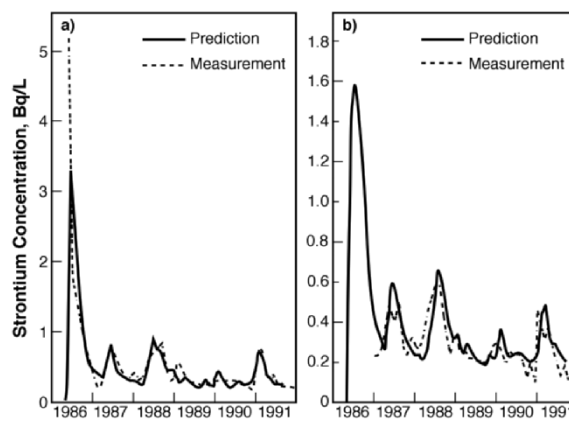 a)
Prediction
Measurement
Strontium Concentration, Bq/L
5
4
3
2
1
0
1986 1987 1988 1989 1990 1991
b)
Prediction
Measurement
1.8
1.6
1.4
1.2
1.0
0.8
0.6
0.4
0.2
0
1986 1987 1988 1989 1990 1991